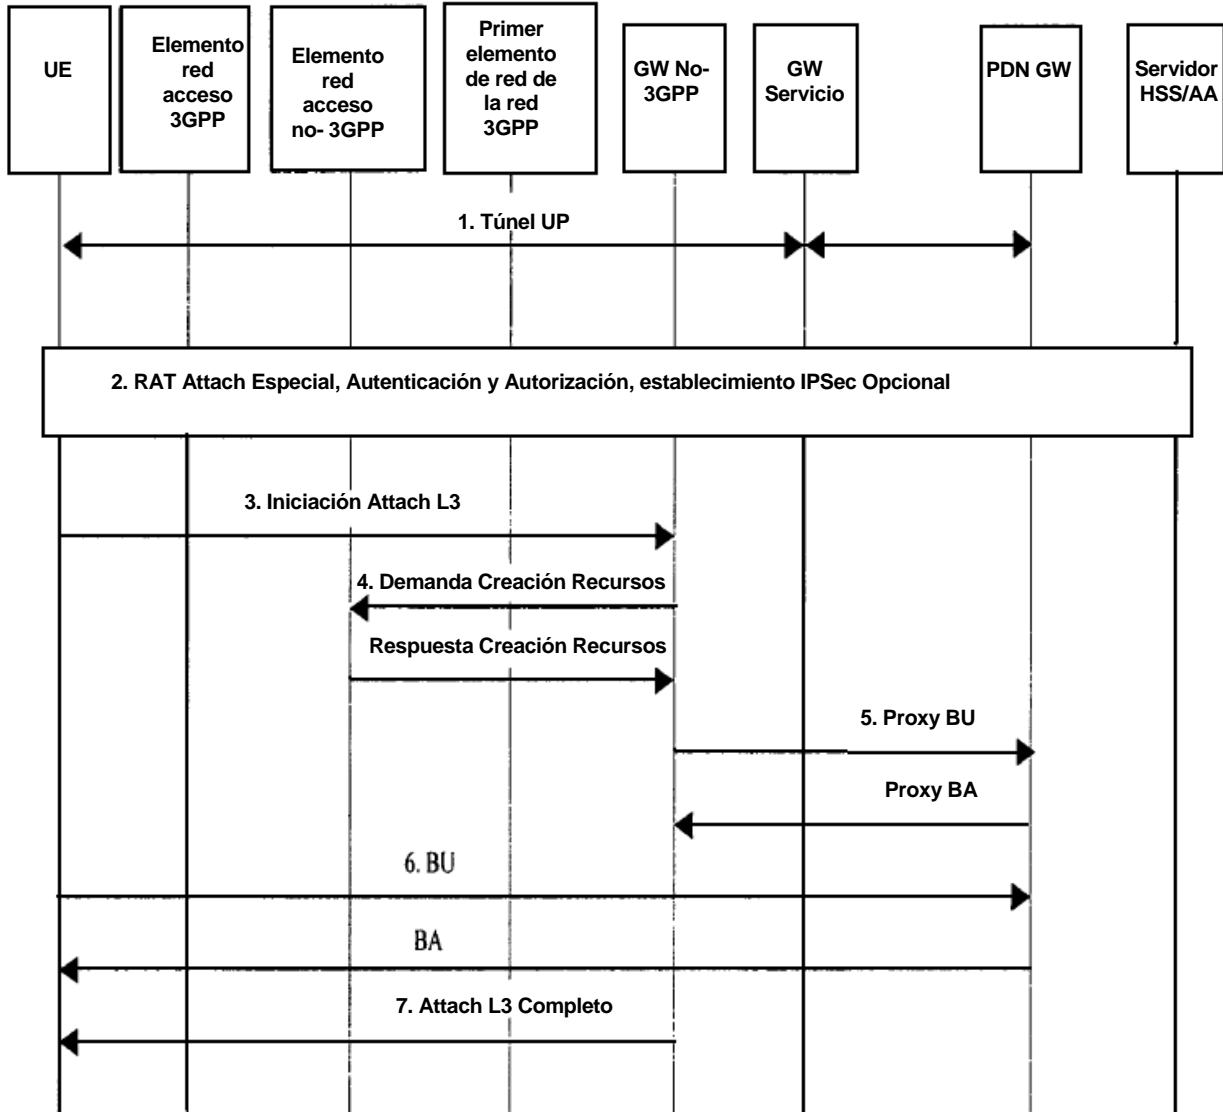 UE
Elemento
red
acceso
3GPP
Elemento
red
acceso
no- 3GPP
Primer
elemento
de red de
la red
3GPP
GW No-
3GPP
GW
Servicio
PDN GW
Servidor
HSS/AA
1. Túnel UP
2. RAT Attach Especial, Autenticación y Autorización, establecimiento IPSec Opcional
3. Iniciación Attach L3
4. Demanda Creación Recursos
Respuesta Creación Recursos
5. Proxy BU
Proxy BA
6. BU
BA
7. Attach L3 Completo